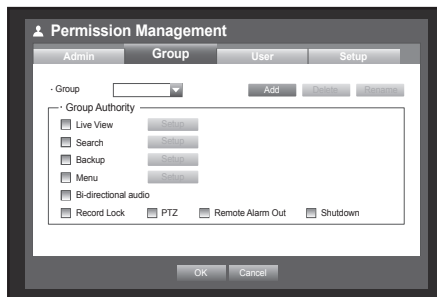 Permission Management
Admin Group User Setup
· Group Add Delete Rename
· Group Authority
Live View Setup
Search Setup
Backup Setup
Menu Setup
Bi-directional audio
Record Lock PTZ Remote Alarm Out Shutdown
OK Cancel